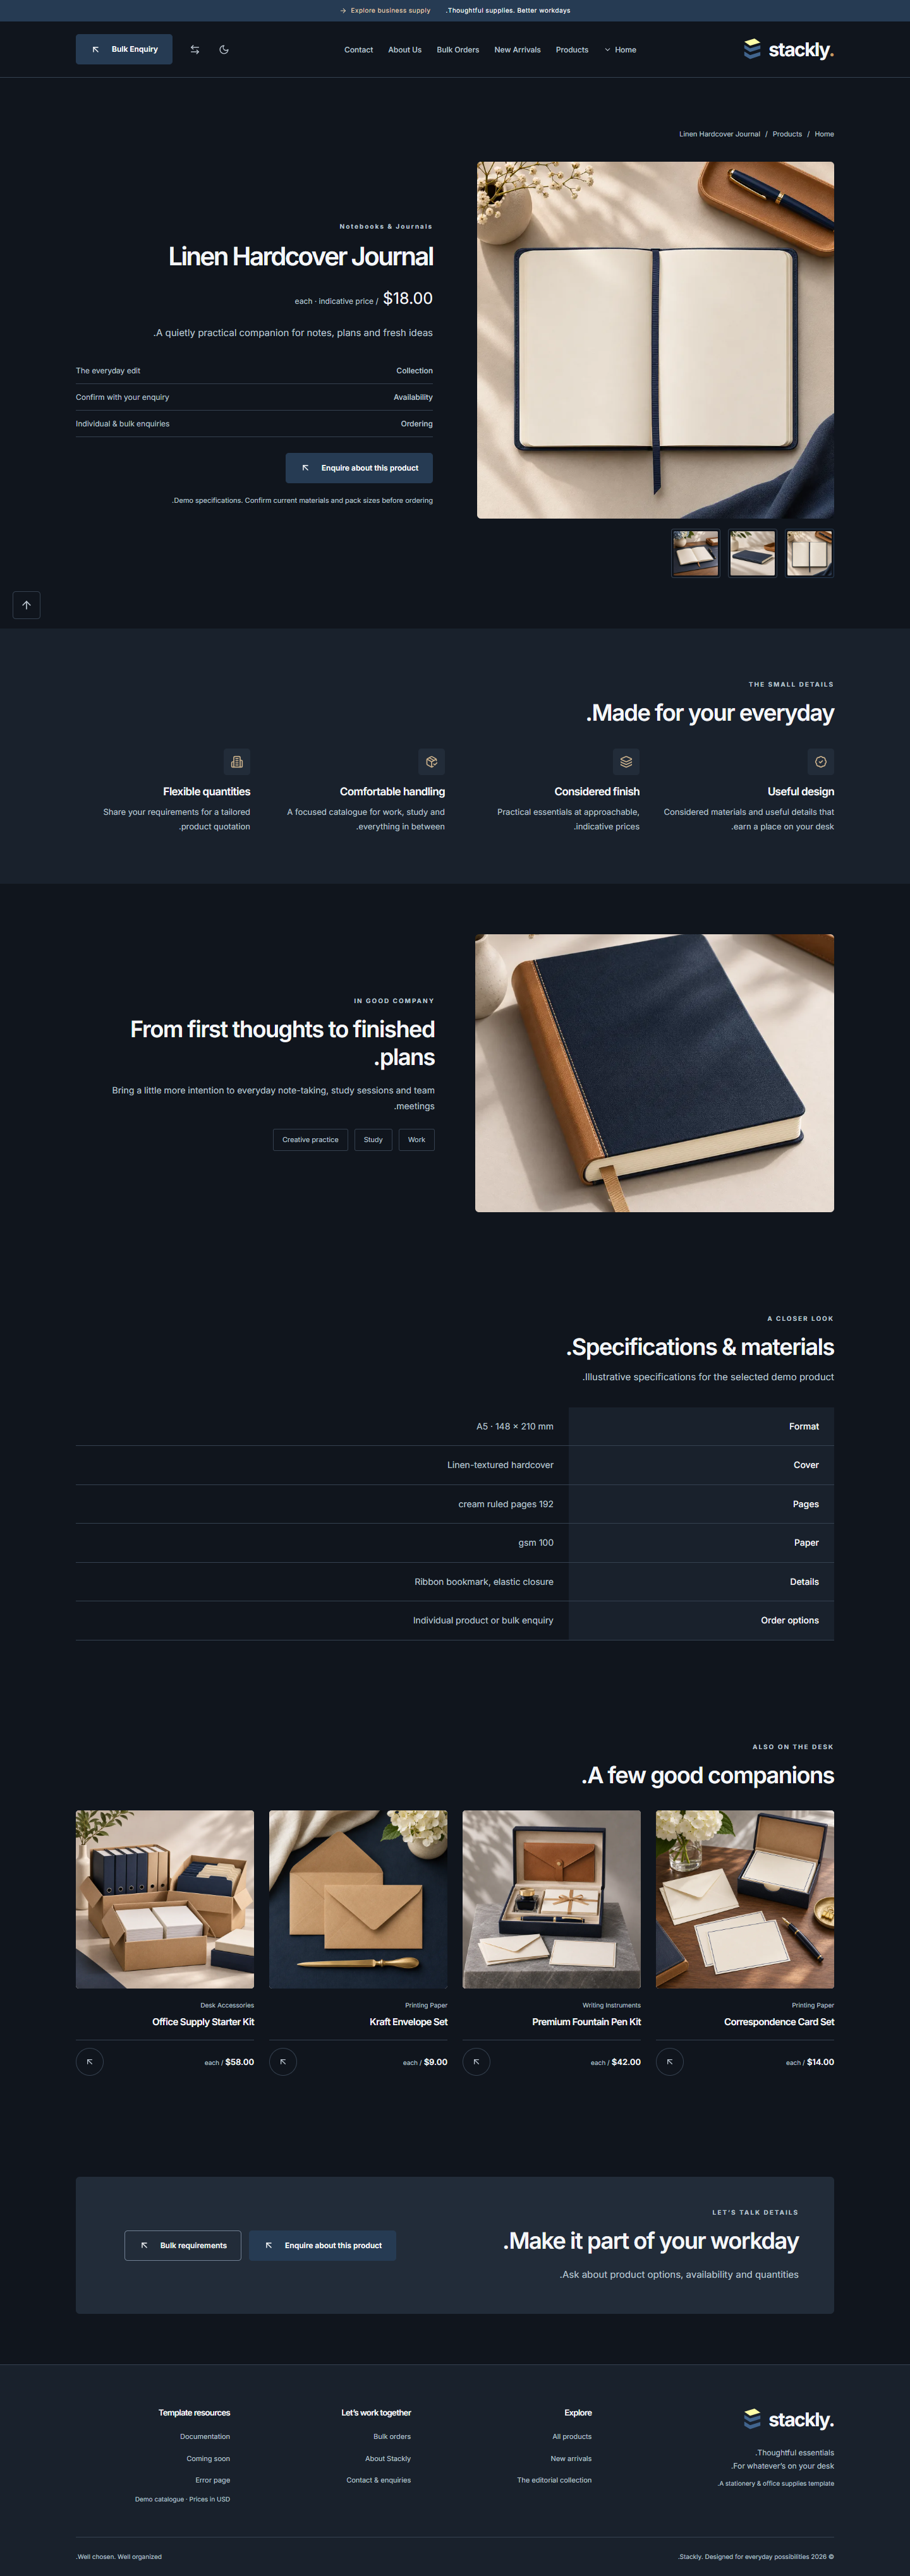 .Thoughtful supplies. Better workdays
Explore business supply
stackly.
Home
Products
New Arrivals
Bulk Orders
About Us
Contact
Bulk Enquiry
Linen Hardcover Journal / Products / Home
Notebooks & Journals
Linen Hardcover Journal
each · indicative price / $18.00
.A quietly practical companion for notes, plans and fresh ideas
Collection
The everyday edit
Availability
Confirm with your enquiry
Ordering
Individual & bulk enquiries
Enquire about this product
.Demo specifications. Confirm current materials and pack sizes before ordering
THE SMALL DETAILS
.Made for your everyday
Useful design
Considered materials and useful details that
.earn a place on your desk
Considered finish
Practical essentials at approachable,
.indicative prices
Comfortable handling
A focused catalogue for work, study and
.everything in between
Flexible quantities
Share your requirements for a tailored
.product quotation
IN GOOD COMPANY
From first thoughts to finished
.plans
Bring a little more intention to everyday note-taking, study sessions and team
.meetings
Work
Study
Creative practice
A CLOSER LOOK
.Specifications & materials
.Illustrative specifications for the selected demo product
Format
A5 · 148 × 210 mm
Cover
Linen-textured hardcover
Pages
cream ruled pages 192
Paper
gsm 100
Details
Ribbon bookmark, elastic closure
Order options
Individual product or bulk enquiry
ALSO ON THE DESK
.A few good companions
Printing Paper
Correspondence Card Set
each / $14.00
Writing Instruments
Premium Fountain Pen Kit
each / $42.00
Printing Paper
Kraft Envelope Set
each / $9.00
Desk Accessories
Office Supply Starter Kit
each / $58.00
LET'S TALK DETAILS
.Make it part of your workday
.Ask about product options, availability and quantities
Enquire about this product
Bulk requirements
stackly.
.Thoughtful essentials
.For whatever's on your desk
.A stationery & office supplies template
Explore
All products
New arrivals
The editorial collection
Let's work together
Bulk orders
About Stackly
Contact & enquiries
Template resources
Documentation
Coming soon
Error page
Demo catalogue · Prices in USD
.Stackly. Designed for everyday possibilities 2026 ©
.Well chosen. Well organized